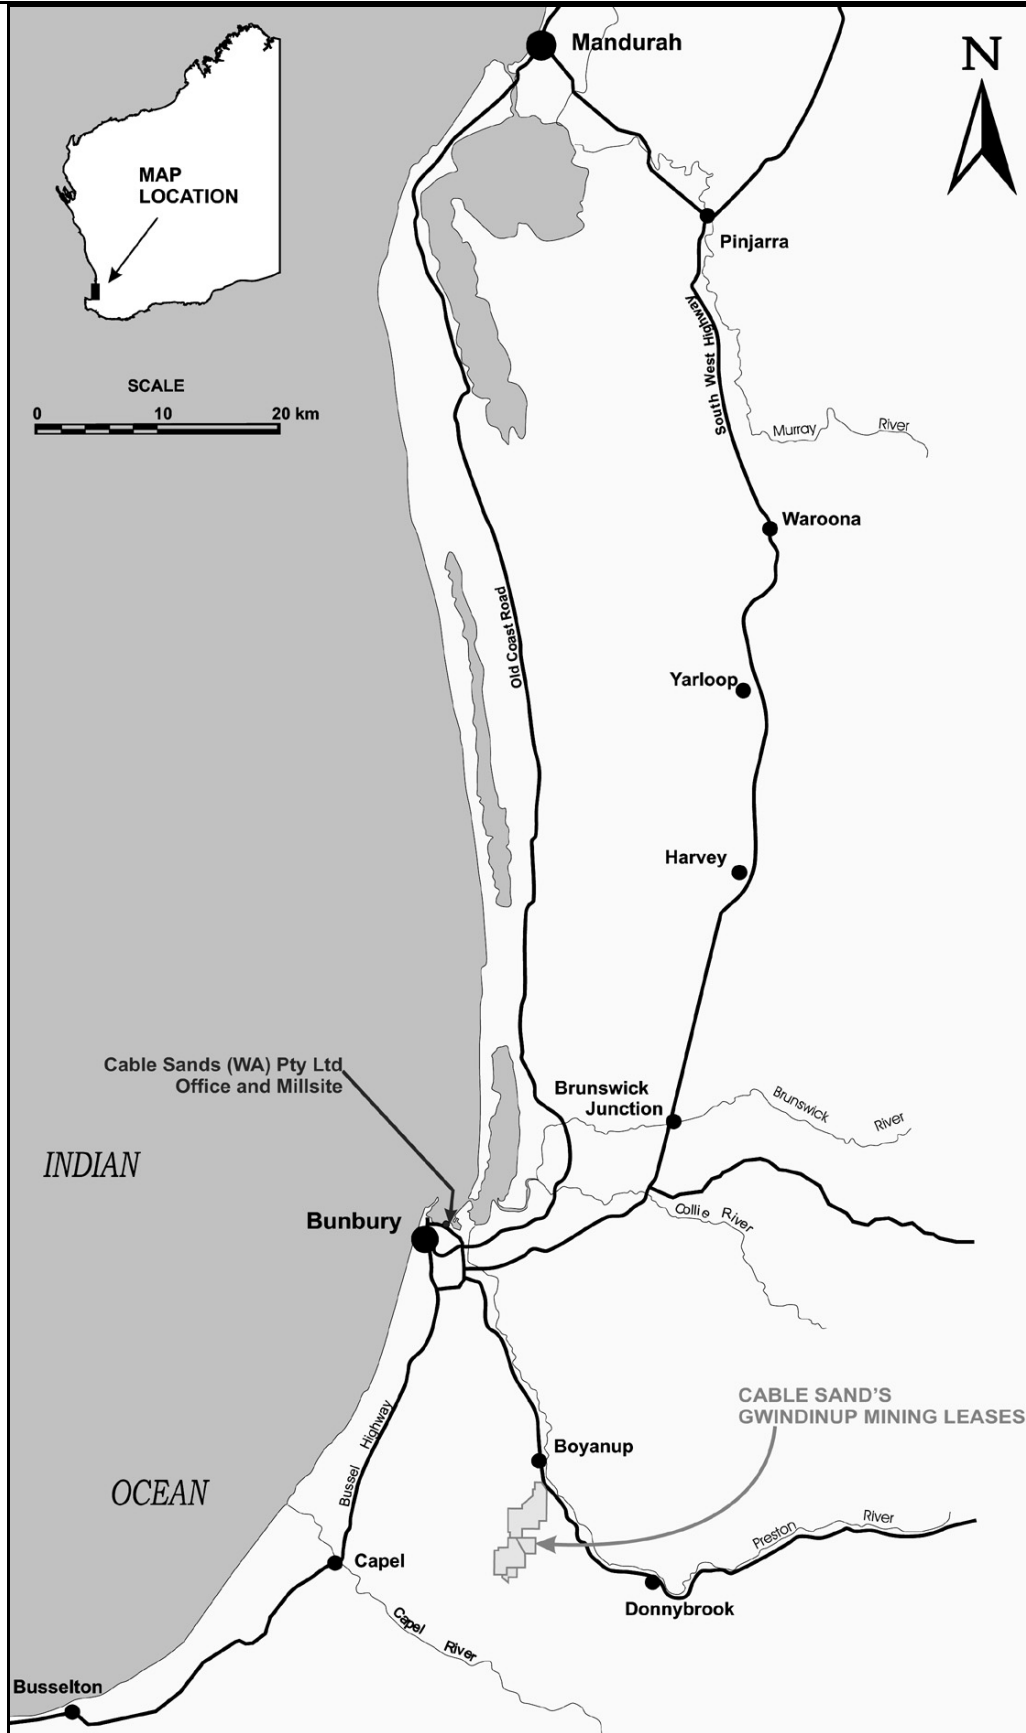 Mandurah
N
MAP
LOCATION
Pinjarra
South West Highway
SCALE
0 10 20 km
Murray River
Waroona
Old Coast Road
Yarloop
Harvey
Cable Sands (WA) Pty Ltd
Office and Millsite
Brunswick
Junction
Brunswick River
INDIAN
Collie River
Bunbury
CABLE SAND'S
GWINDINUP MINING LEASES
Bussel Highway
Boyanup
OCEAN
Preston River
Capel
Donnybrook
Capel River
Busselton